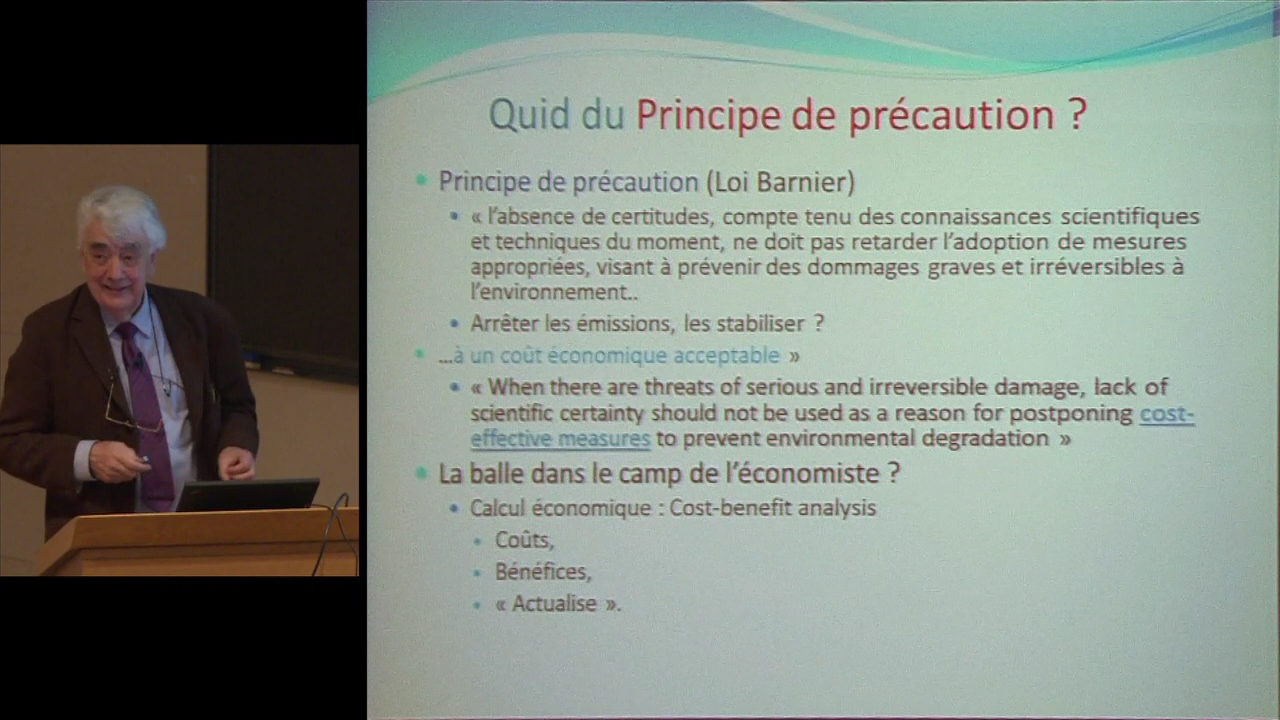 Quid du Principe de précaution ?
Principe de précaution (Loi Barnier)
« l'absence de certitudes, compte tenu des connaissances scientifiques
et techniques du moment, ne doit pas retarder l'adoption de mesures
appropriées, visant à prévenir des dommages graves et irréversibles à
l'environnement..
Arrêter les émissions, les stabiliser ?
...à un coût économique acceptable »
« When there are threats of serious and irreversible damage, lack of
scientific certainty should not be used as a reason for postponing cost-
effective measures to prevent environmental degradation »
La balle dans le camp de l'économiste ?
Calcul économique : Cost-benefit analysis
Coûts,
Bénéfices,
« Actualise ».